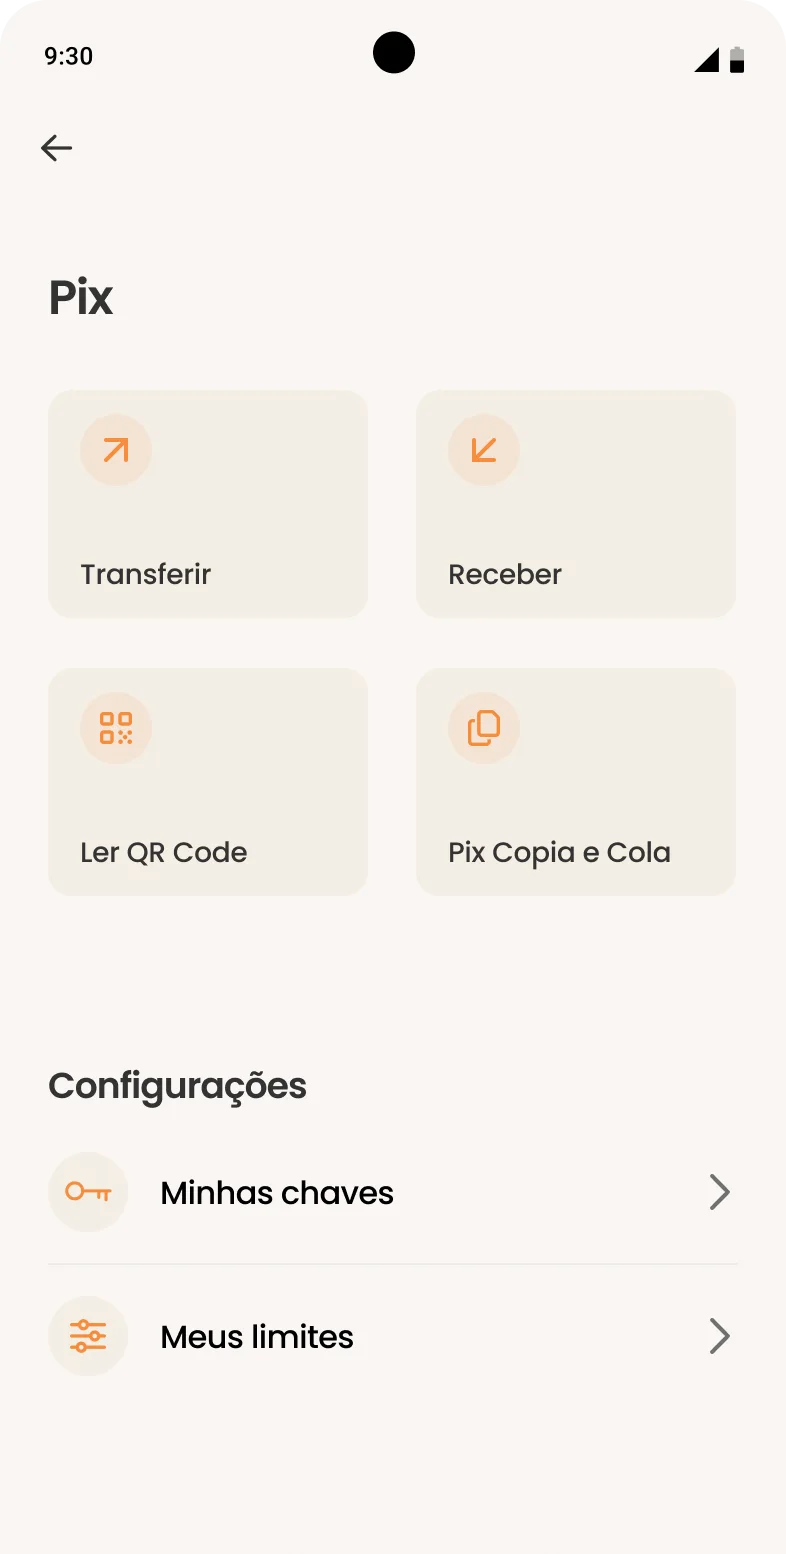 9:30
Pix
Transferir
Receber
Ler QR Code
Pix Copia e Cola
Configurações
Minhas chaves
Meus limites